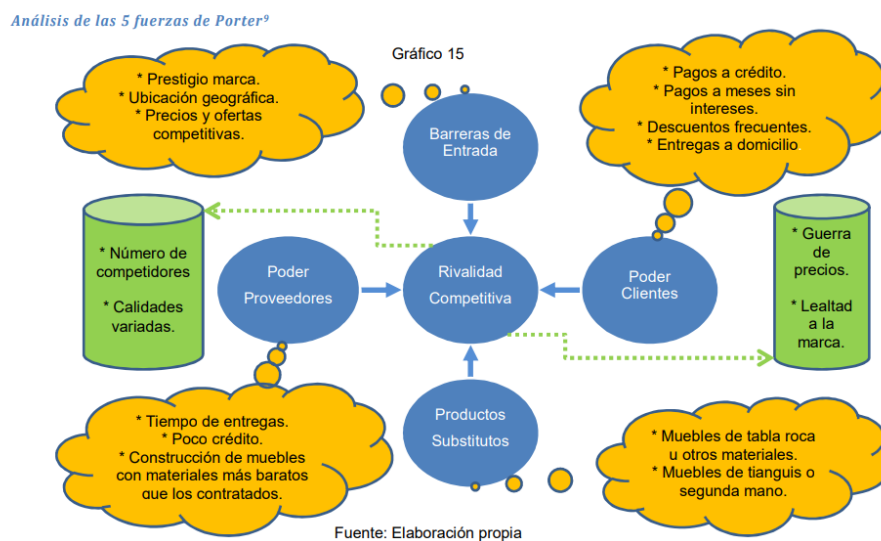 Análisis de las 5 fuerzas de Porter⁹
Gráfico 15
* Prestigio marca.
* Ubicación geográfica.
* Precios y ofertas
competitivas.
Barreras de
Entrada
* Pagos a crédito.
* Pagos a meses sin
intereses.
* Descuentos frecuentes.
* Entregas a domicilio.
* Número de
competidores
* Calidades
variadas.
Poder
Proveedores
Rivalidad
Competitiva
Poder
Clientes
* Guerra
de
precios.
* Lealtad
a la
marca.
* Tiempo de entregas.
* Poco crédito.
* Construcción de muebles
con materiales más baratos
que los contratados.
Productos
Substitutos
* Muebles de tabla roca
u otros materiales.
* Muebles de tianguis o
segunda mano.
Fuente: Elaboración propia